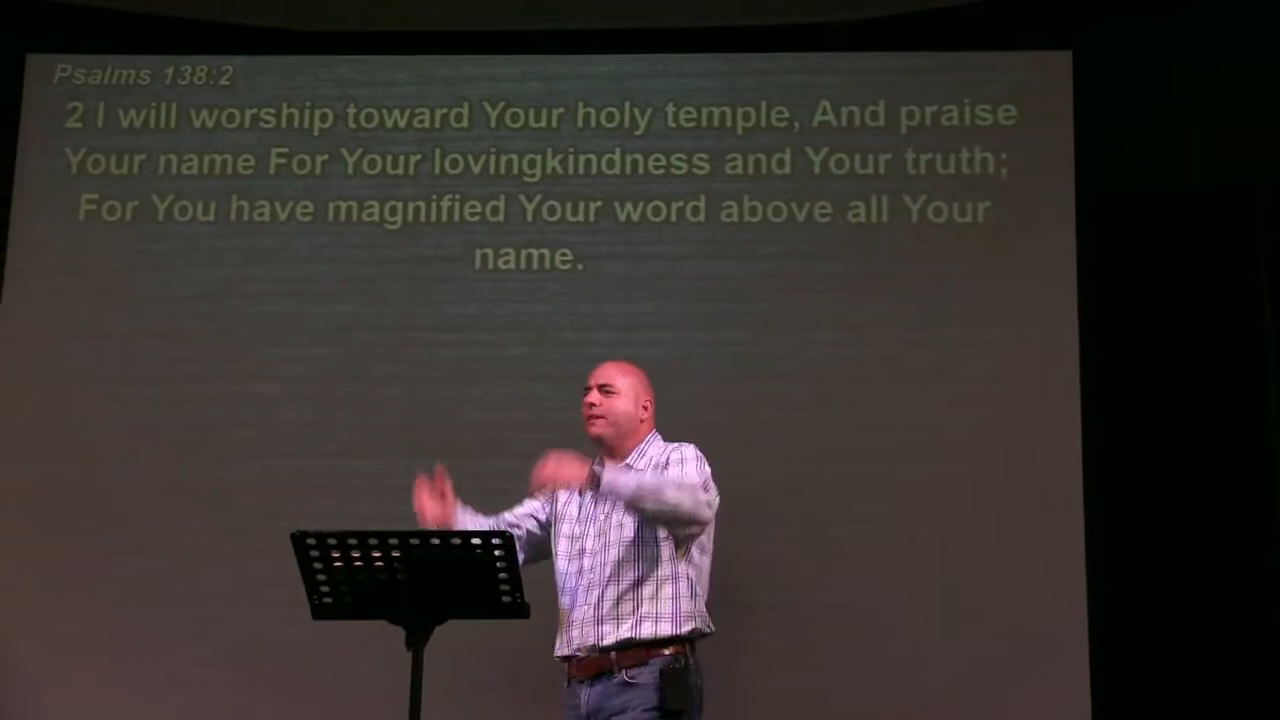 Psalms 138:2
2 I will worship toward Your holy temple, And praise
Your name For Your lovingkindness and Your truth;
For You have magnified Your word above all Your
name.